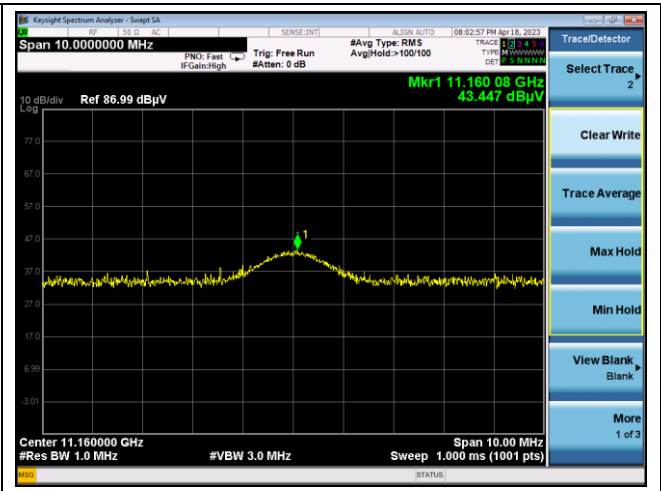 Keysight Spectrum Analyzer - Swept SA
RF 50 Ω AC SENSE:INT ALIGN AUTO 08:02:57 PM Apr 18, 2023
Span 10.0000000 MHz
PNO: Fast
IFGain:High
Trig: Free Run
#Atten: 0 dB
#Avg Type: RMS
Avg|Hold:>100/100
TRACE 1 2 3 4 5 6
TYPE M WWWWW
DET P S N N N N
Mkr1 11.160 08 GHz
43.447 dBµV
10 dB/div Ref 86.99 dBµV
Log
77.0
67.0
57.0
47.0
37.0
27.0
17.0
6.99
-3.01
1
Center 11.160000 GHz
Span 10.00 MHz
#Res BW 1.0 MHz
#VBW 3.0 MHz
Sweep 1.000 ms (1001 pts)
MSG
STATUS
Trace/Detector
Select Trace
2
Clear Write
Trace Average
Max Hold
Min Hold
View Blank
Blank
More
1 of 3